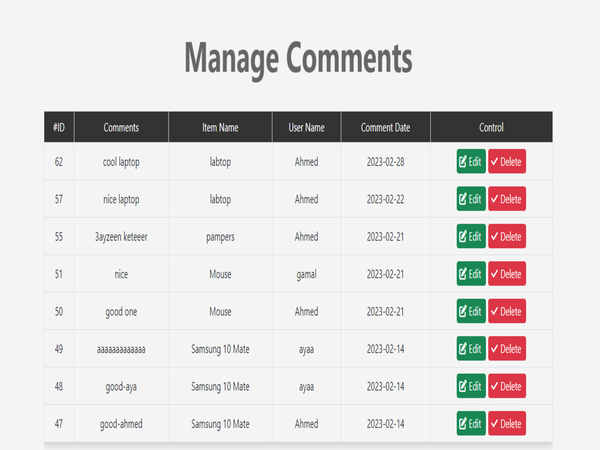 Manage Comments
#ID Comments Item Name User Name Comment Date Control
62 cool laptop labtop Ahmed 2023-02-28 Edit Delete
57 nice laptop labtop Ahmed 2023-02-22 Edit Delete
55 3ayzeen keteeer pampers Ahmed 2023-02-21 Edit Delete
51 nice Mouse gamal 2023-02-21 Edit Delete
50 good one Mouse Ahmed 2023-02-21 Edit Delete
49 aaaaaaaaaaaaa Samsung 10 Mate ayaa 2023-02-14 Edit Delete
48 good-aya Samsung 10 Mate ayaa 2023-02-14 Edit Delete
47 good-ahmed Samsung 10 Mate Ahmed 2023-02-14 Edit Delete